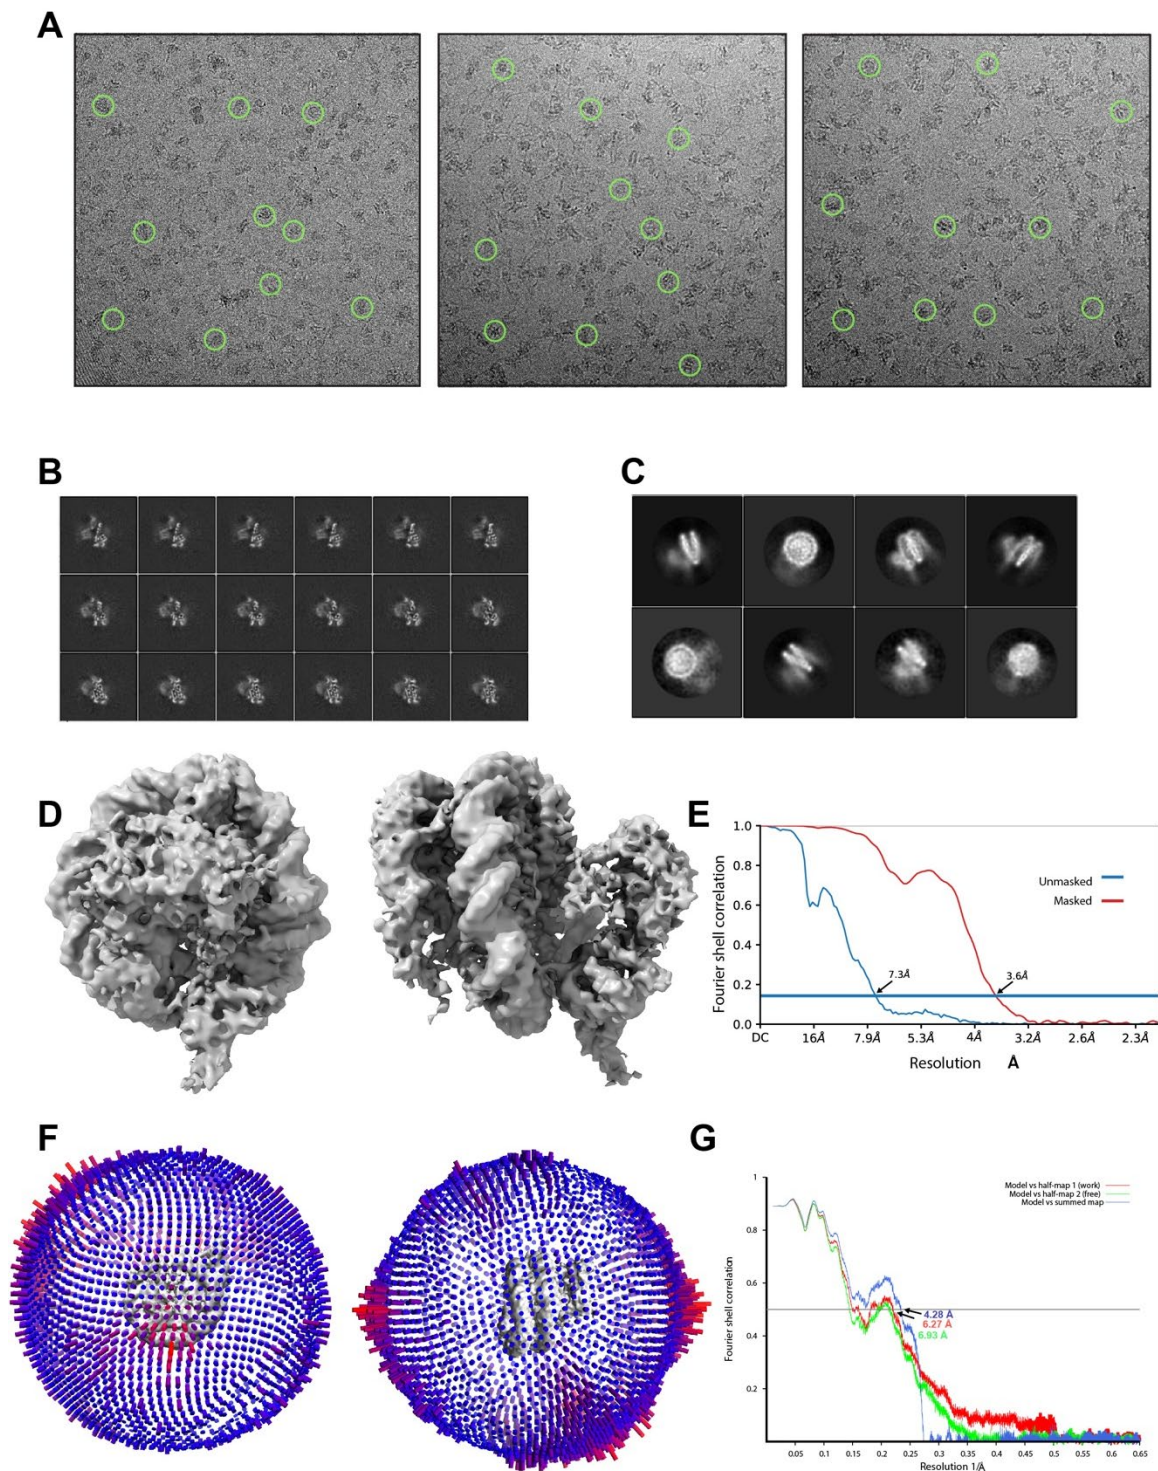 A
B
C
D
E
1.0
0.8
0.6
0.4
0.2
0.0
Fourier shell correlation
Unmasked
Masked
7.3Å
3.6Å
DC
16Å
7.9Å
5.3Å
4Å
3.2Å
2.6Å
2.3Å
Resolution Å
F
G
Model vs half-map 1 (work)
Model vs half-map 2 (free)
Model vs summed map
1
0.8
0.6
0.4
0.2
Fourier shell correlation
4.28 Å
6.27 Å
6.93 Å
0.05
0.1
0.15
0.2
0.25
0.3
0.35
0.4
0.45
0.5
0.55
0.6
0.65
Resolution 1/Å